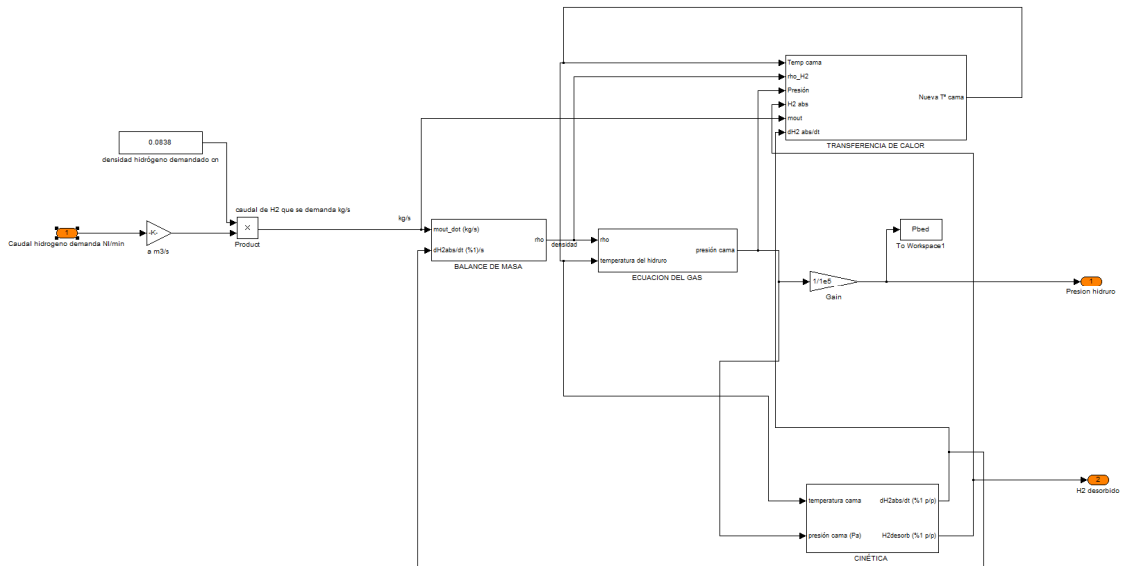 Temp cama
rho_H2
Presión
H2 abs
mout
dH2 abs/dt
Nueva Tª cama
TRANSFERENCIA DE CALOR
0.0838
densidad hidrógeno demandado cn
caudal de H2 que se demanda kg/s
1
Caudal hidrogeno demanda Nl/min
-K-
a m3/s
×
Product
kg/s
mout_dot (kg/s)
dH2abs/dt (%1)/s
rho
BALANCE DE MASA
densidad
rho
temperatura del hidruro
presión cama
ECUACION DEL GAS
Pbed
To Workspace1
1/1e5
Gain
1
Presion hidruro
temperatura cama
presión cama (Pa)
dH2abs/dt (%1 p/p)
H2desorb (%1 p/p)
CINÉTICA
2
H2 desorbido